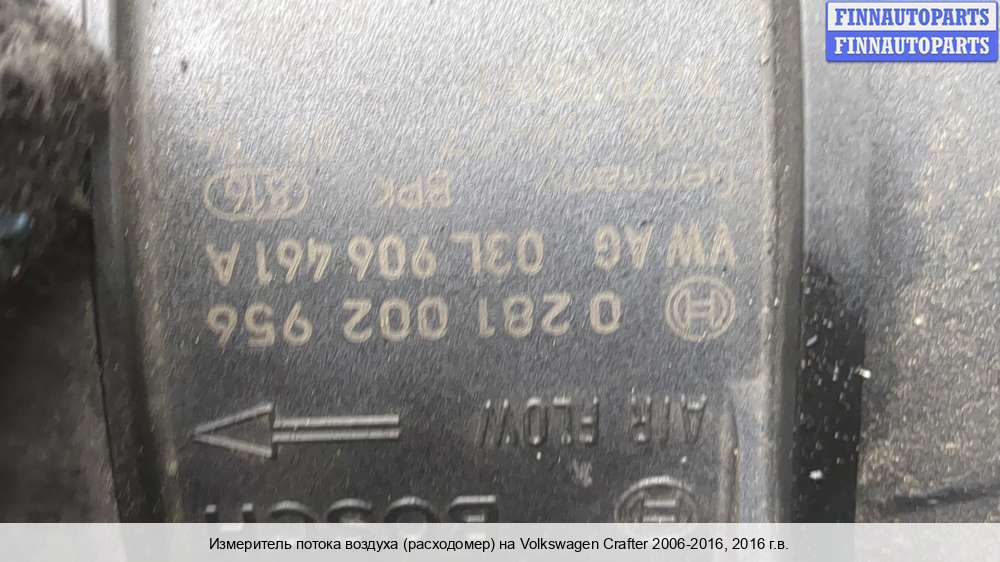 FINNAUTOPARTS
FINNAUTOPARTS
BOSCH
AIR FLOW
0 281 002 956
VW AG 03L 906 461 A
Germany BPK 816
Измеритель потока воздуха (расходомер) на Volkswagen Crafter 2006-2016, 2016 г.в.